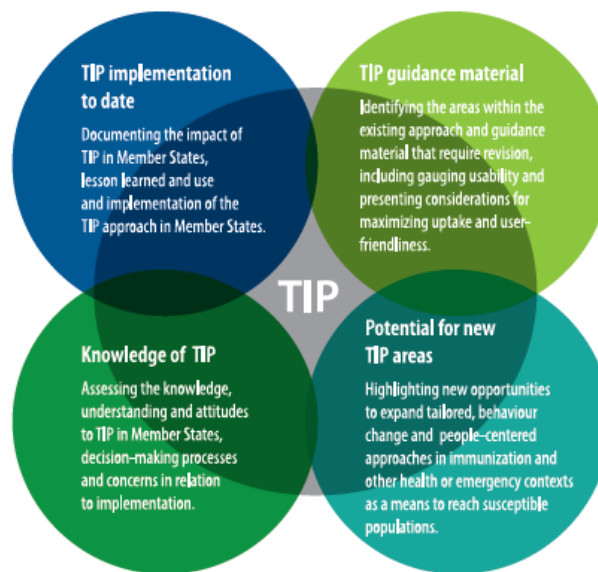 TIP implementation
to date
Documenting the impact of
TIP in Member States,
lesson learned and use
and implementation of the
TIP approach in Member States.
TIP guidance material
Identifying the areas within the
existing approach and guidance
material that require revision,
including gauging usability and
presenting considerations for
maximizing uptake and user-
friendliness.
TIP
Knowledge of TIP
Assessing the knowledge,
understanding and attitudes
to TIP in Member States,
decision-making processes
and concerns in relation
to implementation.
Potential for new
TIP areas
Highlighting new opportunities
to expand tailored, behaviour
change and people-centered
approaches in immunization and
other health or emergency contexts
as a means to reach susceptible
populations.